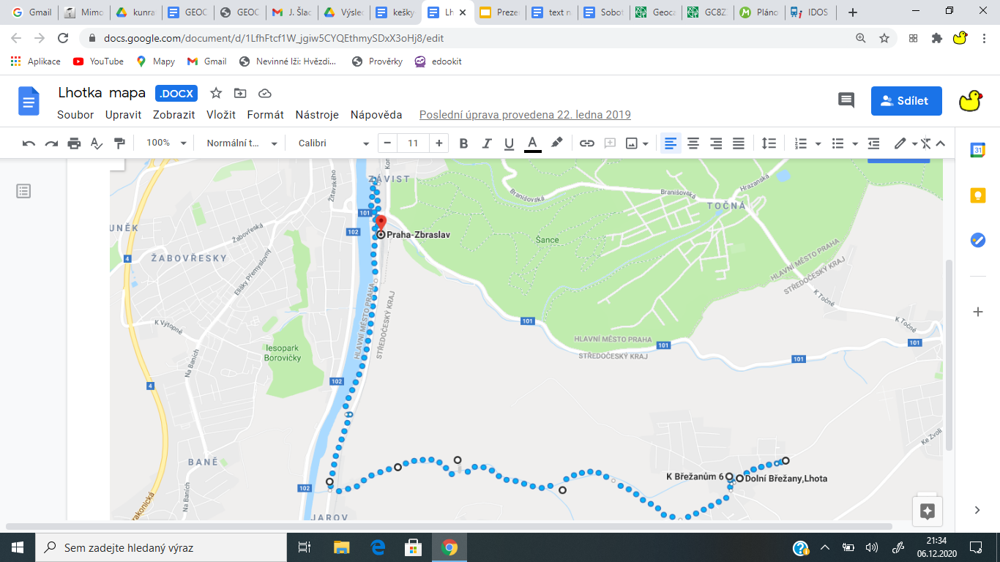 Gmail
Mimo
kunra
GEOC
GEOC
J. Šlac
Výsle
kešky
Lh
Preze
text n
Sobot
Geoca
GC8Z
Pláno
IDOS
docs.google.com/document/d/1LfhFtcf1W_jgiw5CYQEthmySDxX3oHj8/edit
Aplikace
YouTube
Mapy
Gmail
Nevinné lži: Hvězdi...
Prověrky
edookit
Lhotka mapa
.DOCX
Sdílet
Soubor
Upravit
Zobrazit
Vložit
Formát
Nástroje
Nápověda
Poslední úprava provedena 22. ledna 2019
100%
Normální t...
Calibri
11
31
ZÁVIST
Žitavského
Branišovská
Branišovská
Hrazanská
TOČNÁ
101
102
UNĚK
Žabovřeská
Praha-Zbraslav
Šance
4
ŽABOVŘESKY
Elišky Přemyslovny
HLAVNÍ MĚSTO PRAHA
STŘEDOČESKÝ KRAJ
K Točné
HLAVNÍ MĚSTO PRAHA
STŘEDOČESKÝ KRAJ
K Výtopně
101
K Točné
HLAVNÍ MĚSTO PRAHA
STŘEDOČESKÝ KRAJ
101
101
101
lesopark
Borovičky
Na Baních
102
4
Ke Zvoli
BANĚ
K Břežanům 6
Dolní Břežany,Lhota
102
Na Baních
rakonická
JAROV
Sem zadejte hledaný výraz
21:34
06.12.2020